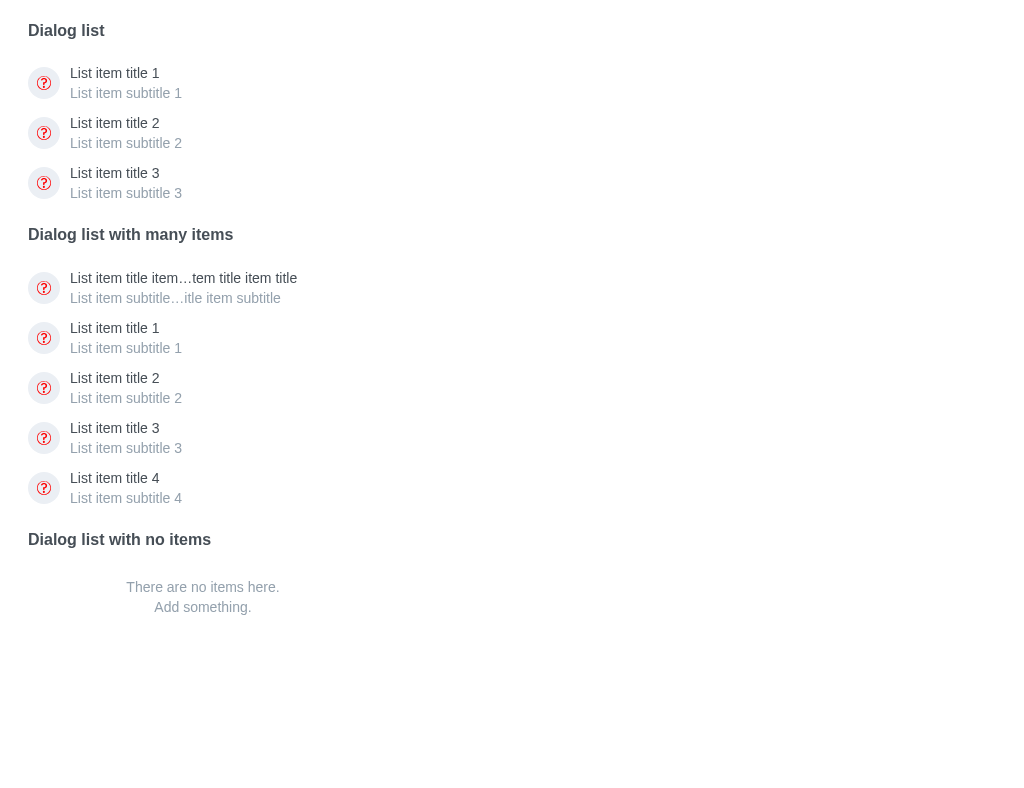 Dialog list
List item title 1
List item subtitle 1
List item title 2
List item subtitle 2
List item title 3
List item subtitle 3
Dialog list with many items
List item title item…tem title item title
List item subtitle…itle item subtitle
List item title 1
List item subtitle 1
List item title 2
List item subtitle 2
List item title 3
List item subtitle 3
List item title 4
List item subtitle 4
Dialog list with no items
There are no items here.
Add something.